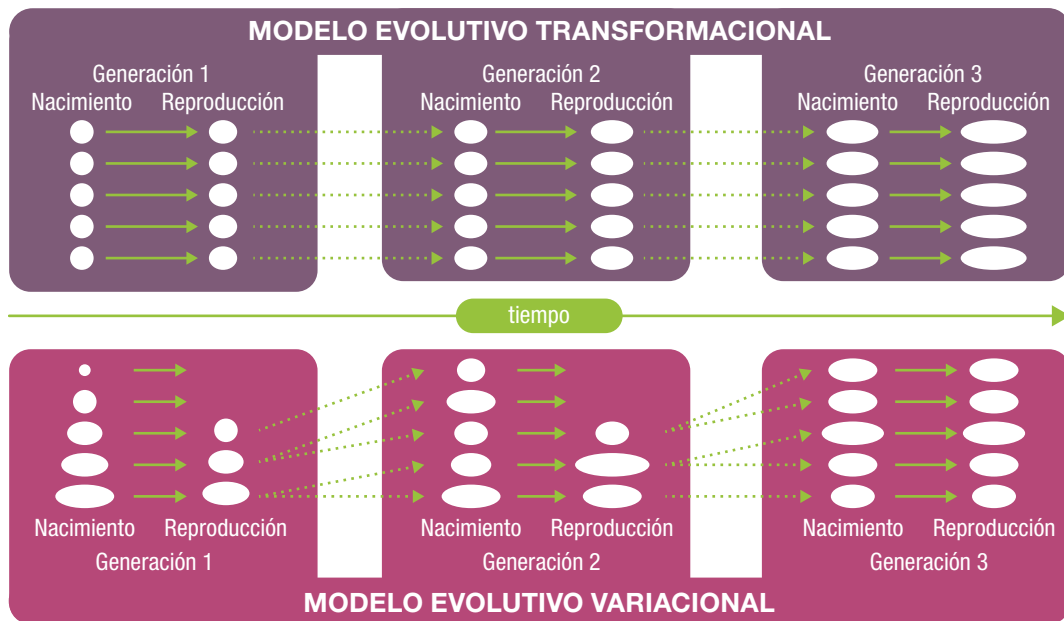 MODELO EVOLUTIVO TRANSFORMACIONAL
Generación 1
Nacimiento Reproducción
Generación 2
Nacimiento Reproducción
Generación 3
Nacimiento Reproducción
tiempo
Nacimiento Reproducción
Generación 1
Nacimiento Reproducción
Generación 2
Nacimiento Reproducción
Generación 3
MODELO EVOLUTIVO VARIACIONAL